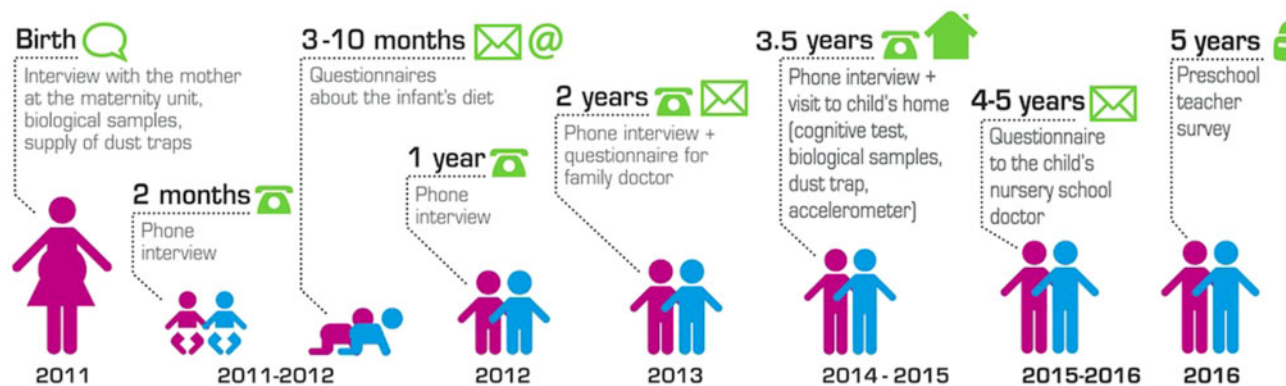 Birth
Interview with the mother
at the maternity unit,
biological samples,
supply of dust traps
2 months
Phone
interview
3-10 months @
Questionnaires
about the infant's diet
1 year
Phone
interview
2 years
Phone interview +
questionnaire for
family doctor
3.5 years
Phone interview +
visit to child's home
(cognitive test,
biological samples,
dust trap,
accelerometer)
4-5 years
Questionnaire
to the child's
nursery school
doctor
5 years
Preschool
teacher
survey
2011
2011-2012
2012
2013
2014 - 2015
2015-2016
2016